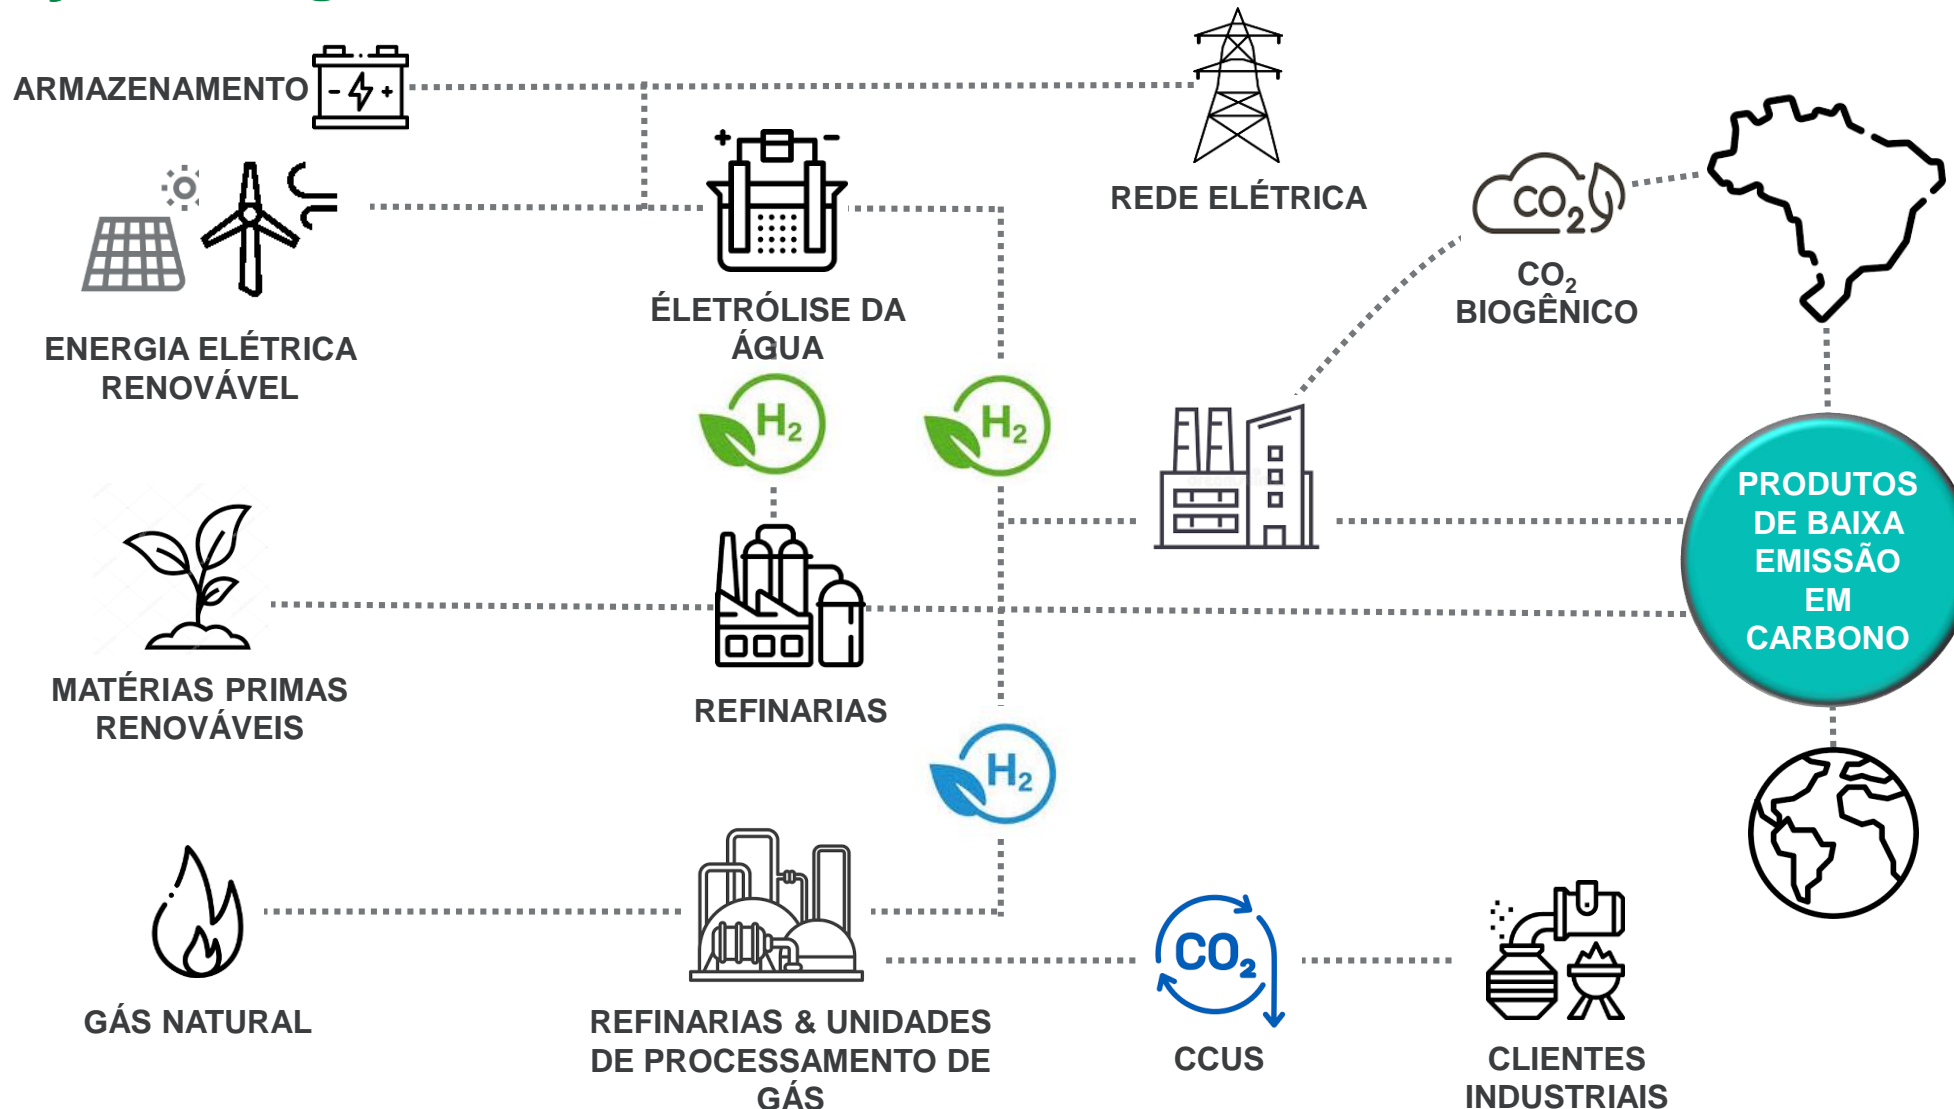 ARMAZENAMENTO
- +
+ -
REDE ELÉTRICA
CO2
CO2
BIOGÊNICO
ENERGIA ELÉTRICA
RENOVÁVEL
ÉLETRÓLISE DA
ÁGUA
H2
H2
PRODUTOS
DE BAIXA
EMISSÃO
EM
CARBONO
MATÉRIAS PRIMAS
RENOVÁVEIS
REFINARIAS
H2
GÁS NATURAL
REFINARIAS & UNIDADES
DE PROCESSAMENTO DE
GÁS
CO2
CCUS
CLIENTES
INDUSTRIAIS